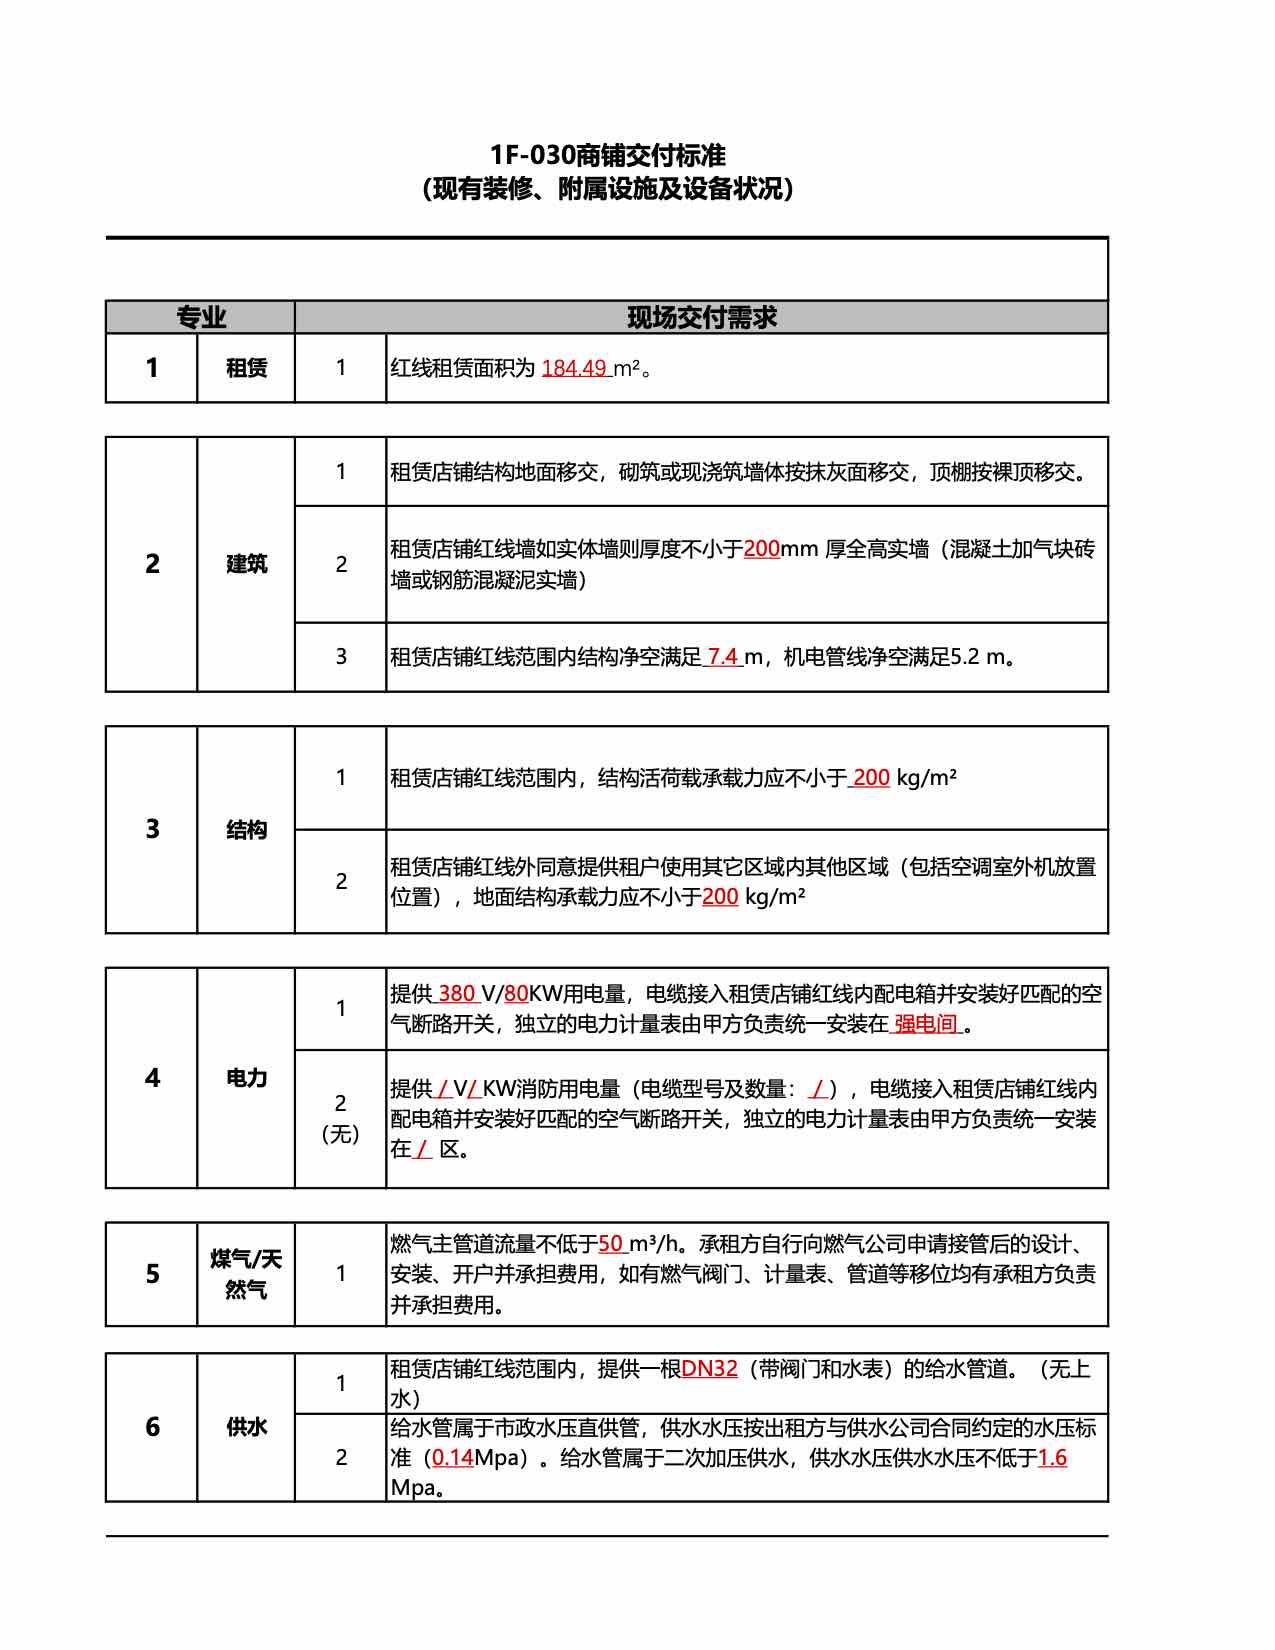 1F-030商铺交付标准
（现有装修、附属设施及设备状况）
专业 现场交付需求
1 租赁 1 红线租赁面积为 184.49 m²。
1 租赁店铺结构地面移交，砌筑或现浇筑墙体按抹灰面移交，顶棚按裸顶移交。
2 建筑 2 租赁店铺红线墙如实体墙则厚度不小于200mm 厚全高实墙（混凝土加气块砖
墙或钢筋混凝泥实墙）
3 租赁店铺红线范围内结构净空满足 7.4 m，机电管线净空满足5.2 m。
3 结构 1 租赁店铺红线范围内，结构活荷载承载力应不小于 200 kg/m²
2 租赁店铺红线外同意提供租户使用其它区域内其他区域（包括空调室外机放置
位置），地面结构承载力应不小于200 kg/m²
4 电力 1 提供 380 V/80KW用电量，电缆接入租赁店铺红线内配电箱并安装好匹配的空
气断路开关，独立的电力计量表由甲方负责统一安装在 强电间 。
2
（无）
提供 / V/ KW消防用电量（电缆型号及数量： / ），电缆接入租赁店铺红线内
配电箱并安装好匹配的空气断路开关，独立的电力计量表由甲方负责统一安装
在 / 区。
5 煤气/天
然气
1 燃气主管道流量不低于50 m³/h。承租方自行向燃气公司申请接管后的设计、
安装、开户并承担费用，如有燃气阀门、计量表、管道等移位均有承租方负责
并承担费用。
6 供水 1 租赁店铺红线范围内，提供一根DN32（带阀门和水表）的给水管道。（无上
水）
2 给水管属于市政水压直供管，供水水压按出租方与供水公司合同约定的水压标
准（0.14Mpa）。给水管属于二次加压供水，供水水压供水水压不低于1.6
Mpa。